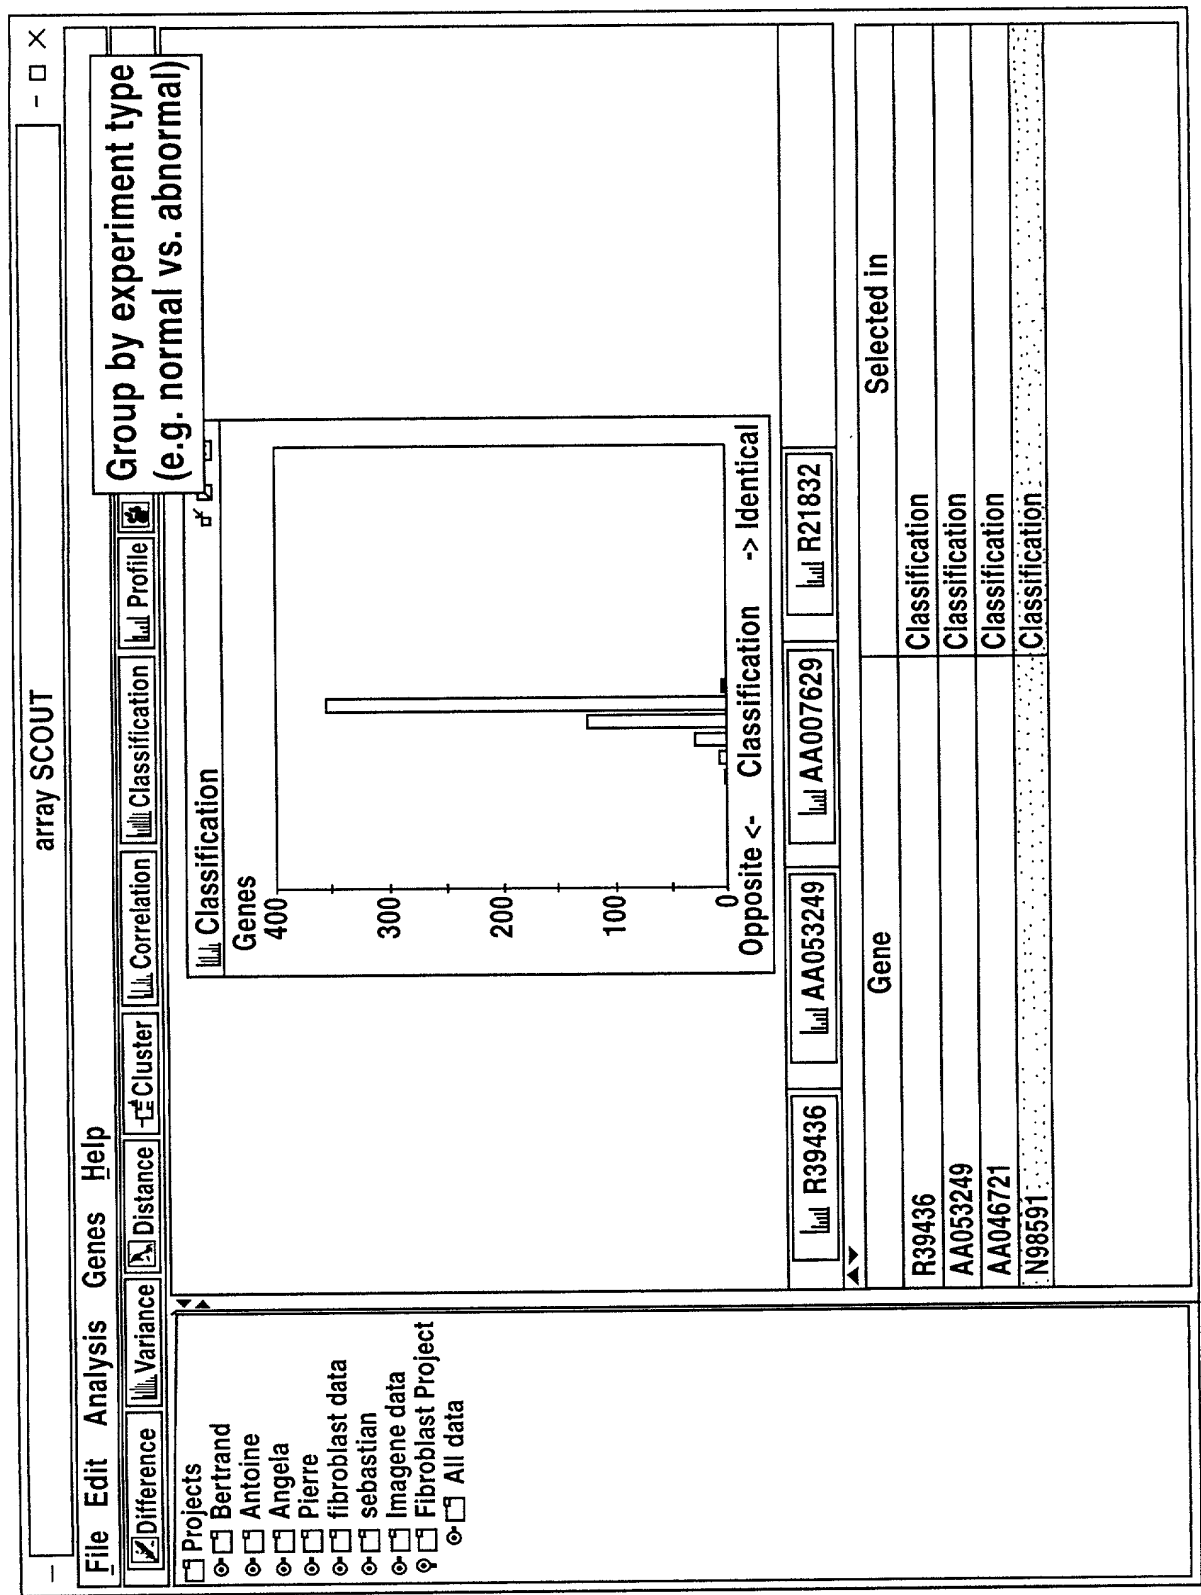 array SCOUT
File Edit Analysis Genes Help
Group by experiment type
(e.g. normal vs. abnormal)
Difference Variance Distance Cluster Correlation Classification Profile
Projects
Bertrand
Antoine
Angela
Pierre
fibroblast data
sebastian
Imagene data
Fibroblast Project
All data
Classification
Genes
400
300
200
100
0
Opposite <- Classification -> Identical
R39436 AA053249 AA007629 R21832
Gene Selected in
R39436 Classification
AA053249 Classification
AA046721 Classification
N98591 Classification